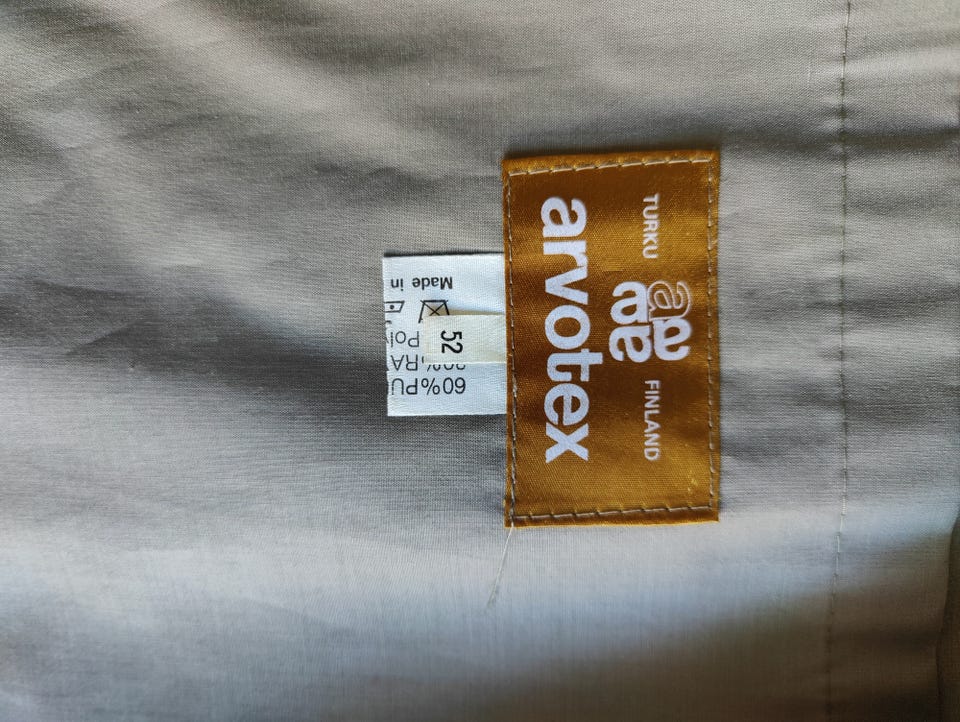 TURKU FINLAND
arvotex
52
60%PU
Made in